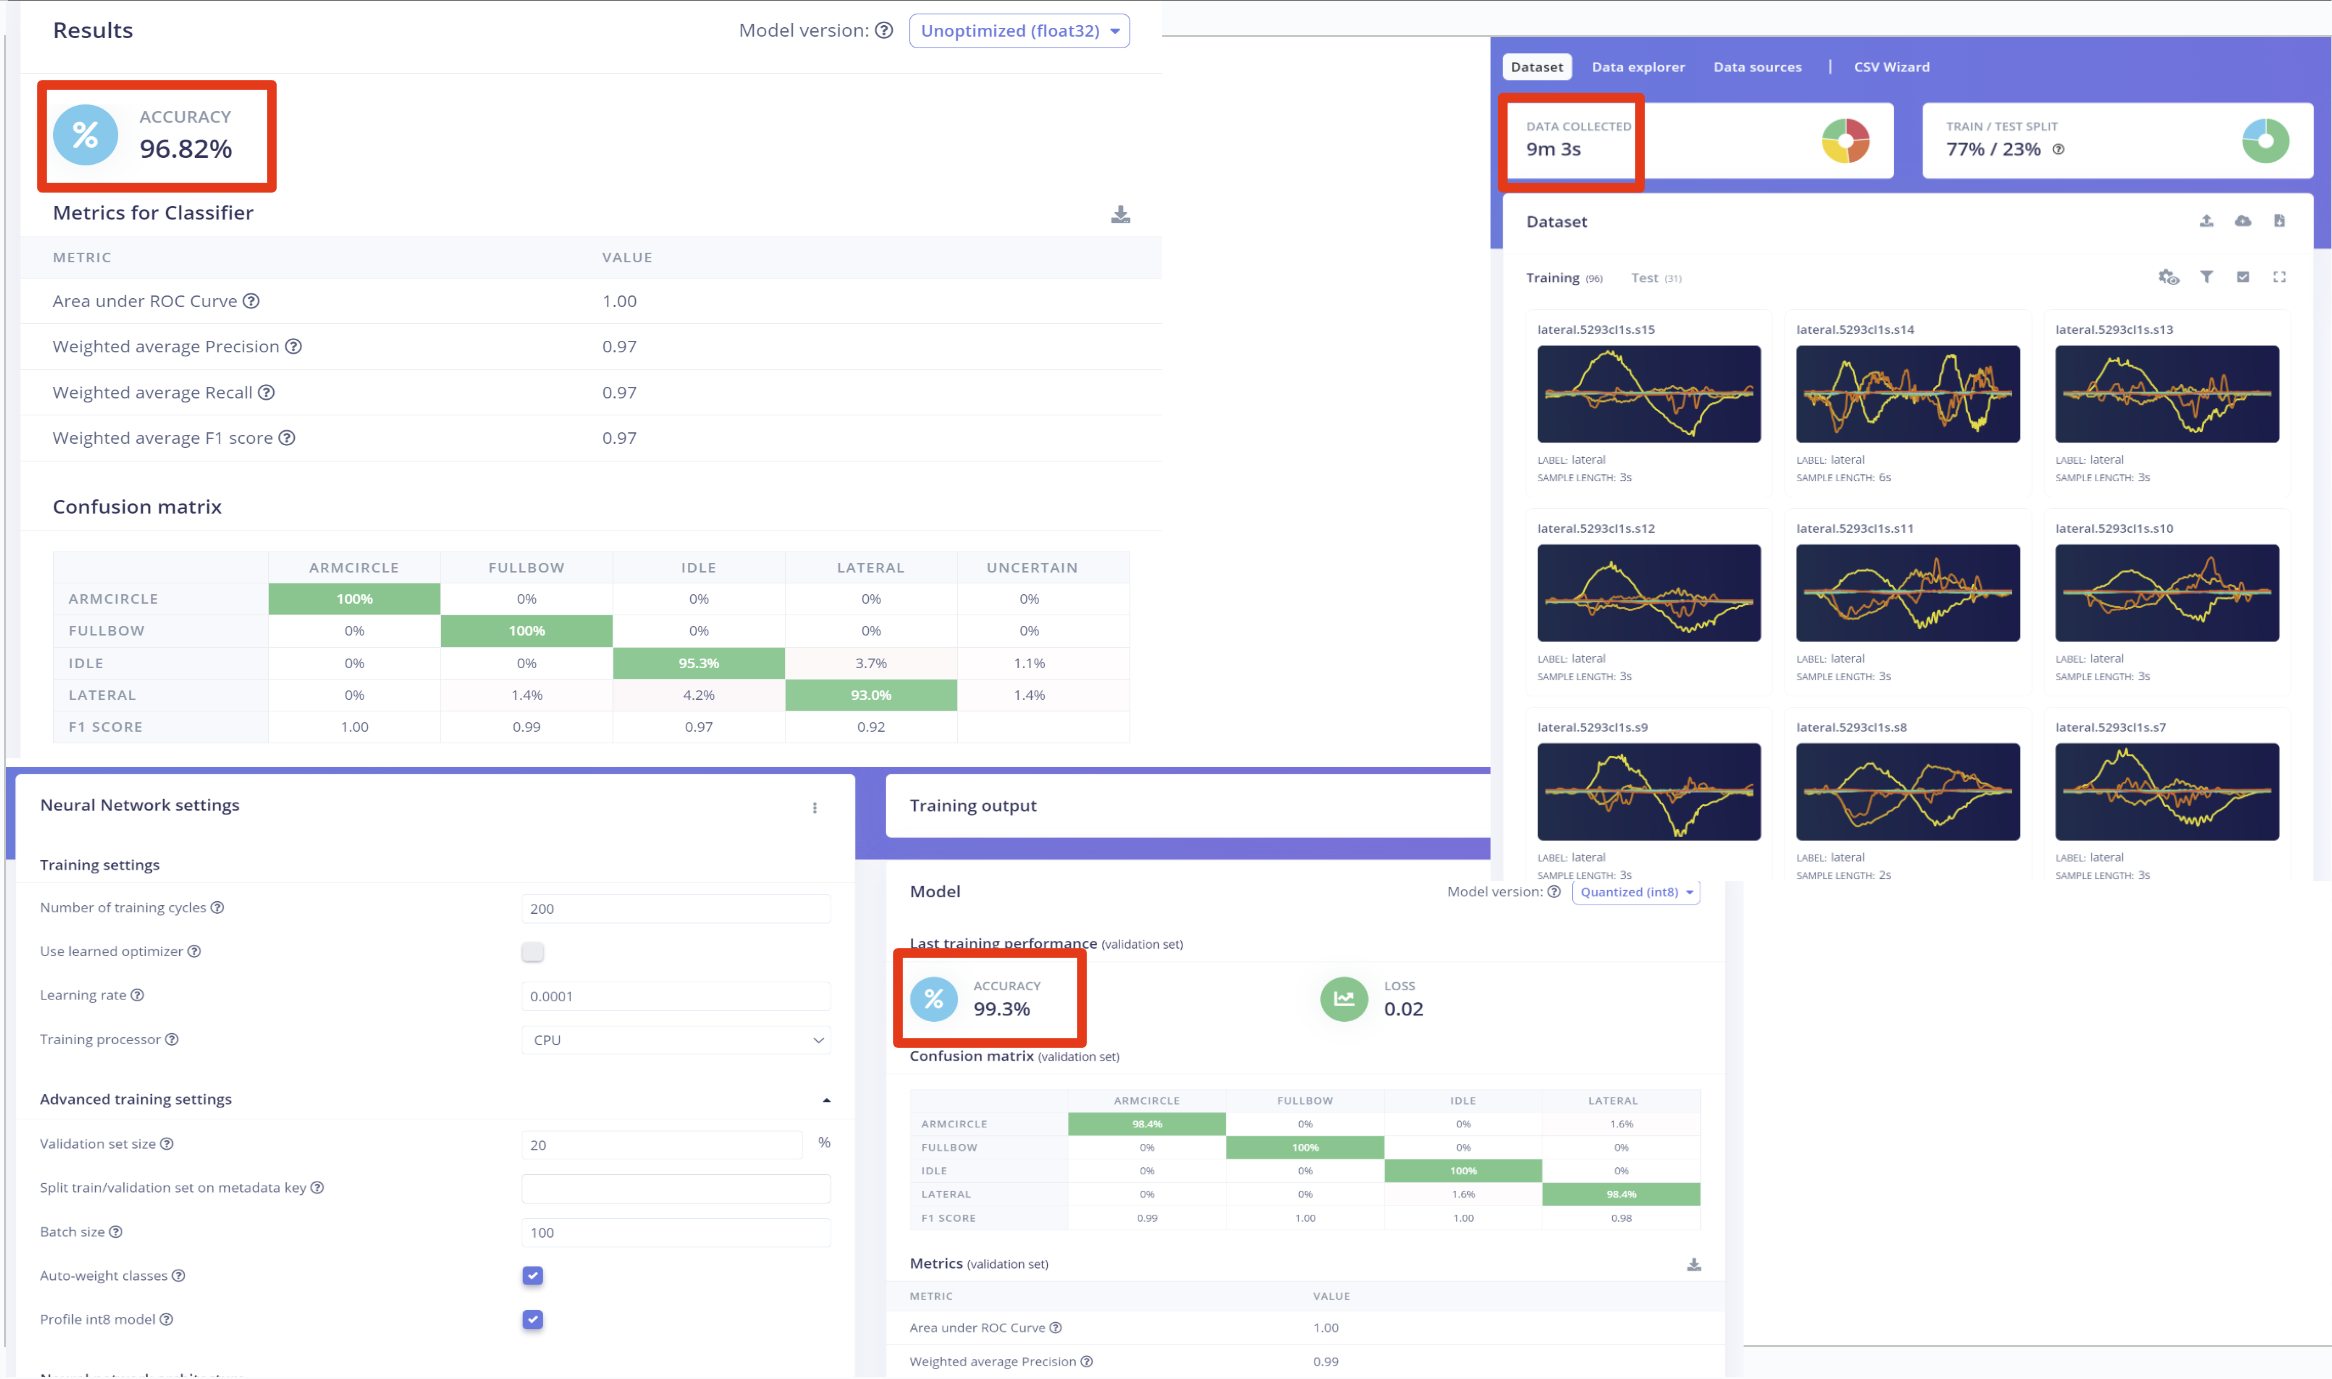 Results
Model version: Unoptimized (float32)
ACCURACY
96.82%
Metrics for Classifier
METRIC VALUE
Area under ROC Curve 1.00
Weighted average Precision 0.97
Weighted average Recall 0.97
Weighted average F1 score 0.97
Confusion matrix
ARMCIRCLE FULLBOW IDLE LATERAL UNCERTAIN
ARMCIRCLE 100% 0% 0% 0% 0%
FULLBOW 0% 100% 0% 0% 0%
IDLE 0% 0% 95.3% 3.7% 1.1%
LATERAL 0% 1.4% 4.2% 93.0% 1.4%
F1 SCORE 1.00 0.99 0.97 0.92
Dataset Data explorer Data sources | CSV Wizard
DATA COLLECTED
9m 3s
TRAIN / TEST SPLIT
77% / 23%
Dataset
Training (96) Test (31)
lateral.5293cl1s.s15 lateral.5293cl1s.s14 lateral.5293cl1s.s13
LABEL: lateral LABEL: lateral LABEL: lateral
SAMPLE LENGTH: 3s SAMPLE LENGTH: 6s SAMPLE LENGTH: 3s
lateral.5293cl1s.s12 lateral.5293cl1s.s11 lateral.5293cl1s.s10
LABEL: lateral LABEL: lateral LABEL: lateral
SAMPLE LENGTH: 3s SAMPLE LENGTH: 3s SAMPLE LENGTH: 3s
lateral.5293cl1s.s9 lateral.5293cl1s.s8 lateral.5293cl1s.s7
LABEL: lateral LABEL: lateral LABEL: lateral
SAMPLE LENGTH: 3s SAMPLE LENGTH: 2s SAMPLE LENGTH: 3s
Neural Network settings
Training settings
Number of training cycles 200
Use learned optimizer
Learning rate 0.0001
Training processor CPU
Advanced training settings
Validation set size 20 %
Split train/validation set on metadata key
Batch size 100
Auto-weight classes
Profile int8 model
Training output
Model Model version: Quantized (int8)
Last training performance (validation set)
ACCURACY
99.3%
LOSS
0.02
Confusion matrix (validation set)
ARMCIRCLE FULLBOW IDLE LATERAL
ARMCIRCLE 98.4% 0% 0% 1.6%
FULLBOW 0% 100% 0% 0%
IDLE 0% 0% 100% 0%
LATERAL 0% 0% 1.6% 98.4%
F1 SCORE 0.99 1.00 1.00 0.98
Metrics (validation set)
METRIC VALUE
Area under ROC Curve 1.00
Weighted average Precision 0.99